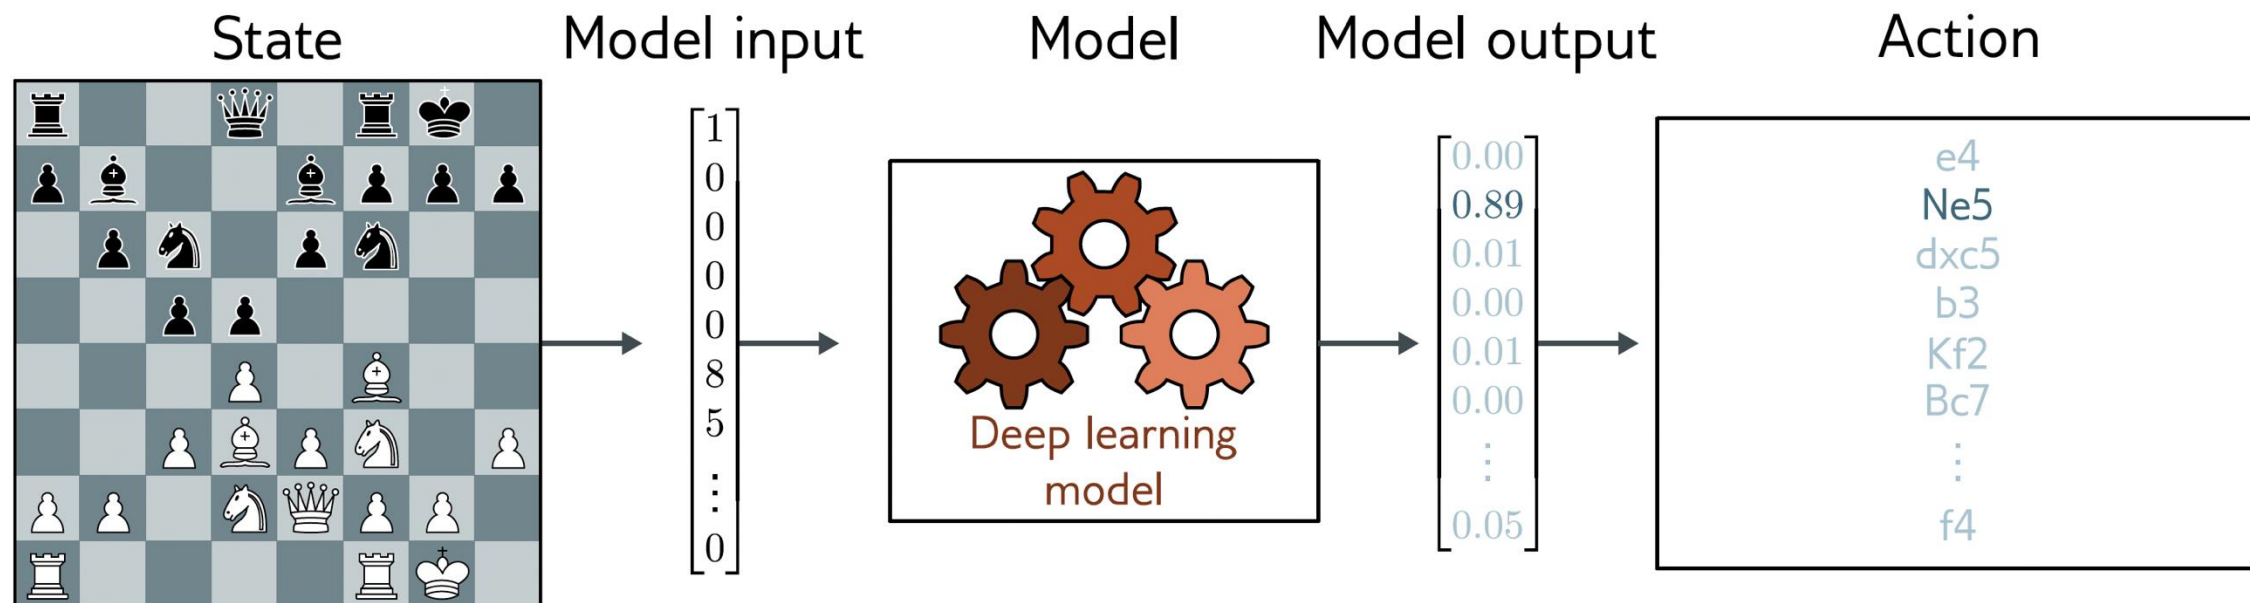 State
Model input
Model
Model output
Action
1
0
0
0
0
8
5
⋮
0
Deep learning
model
0.00
0.89
0.01
0.00
0.01
0.00
⋮
0.05
e4
Ne5
dxc5
b3
Kf2
Bc7
⋮
f4